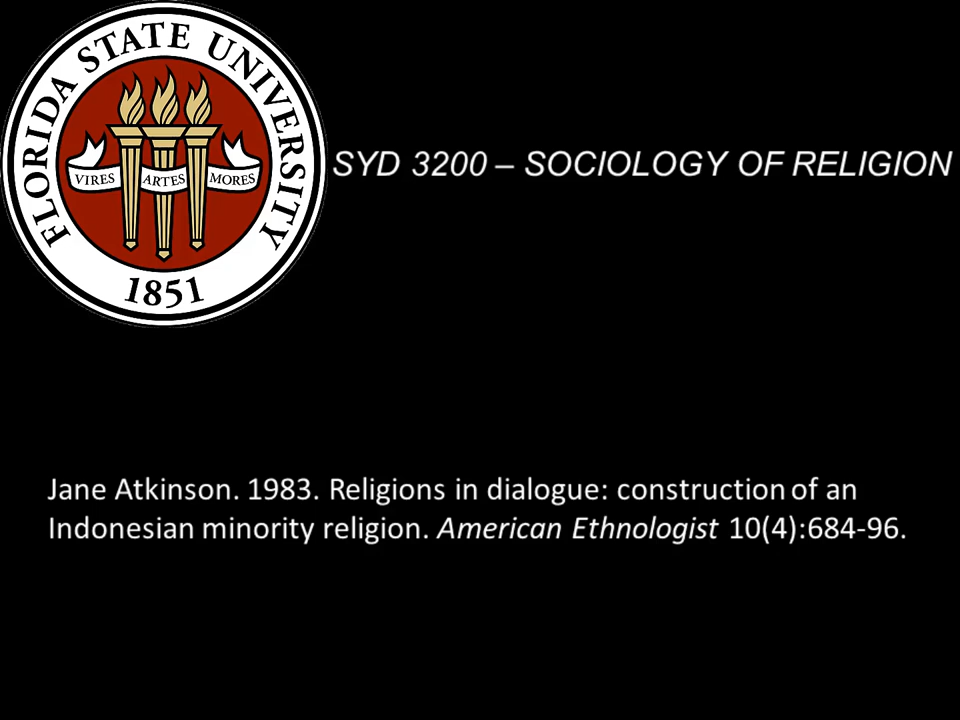 FLORIDA STATE UNIVERSITY
VIRES ARTES MORES
1851
SYD 3200 – SOCIOLOGY OF RELIGION
Jane Atkinson. 1983. Religions in dialogue: construction of an
Indonesian minority religion. American Ethnologist 10(4):684-96.